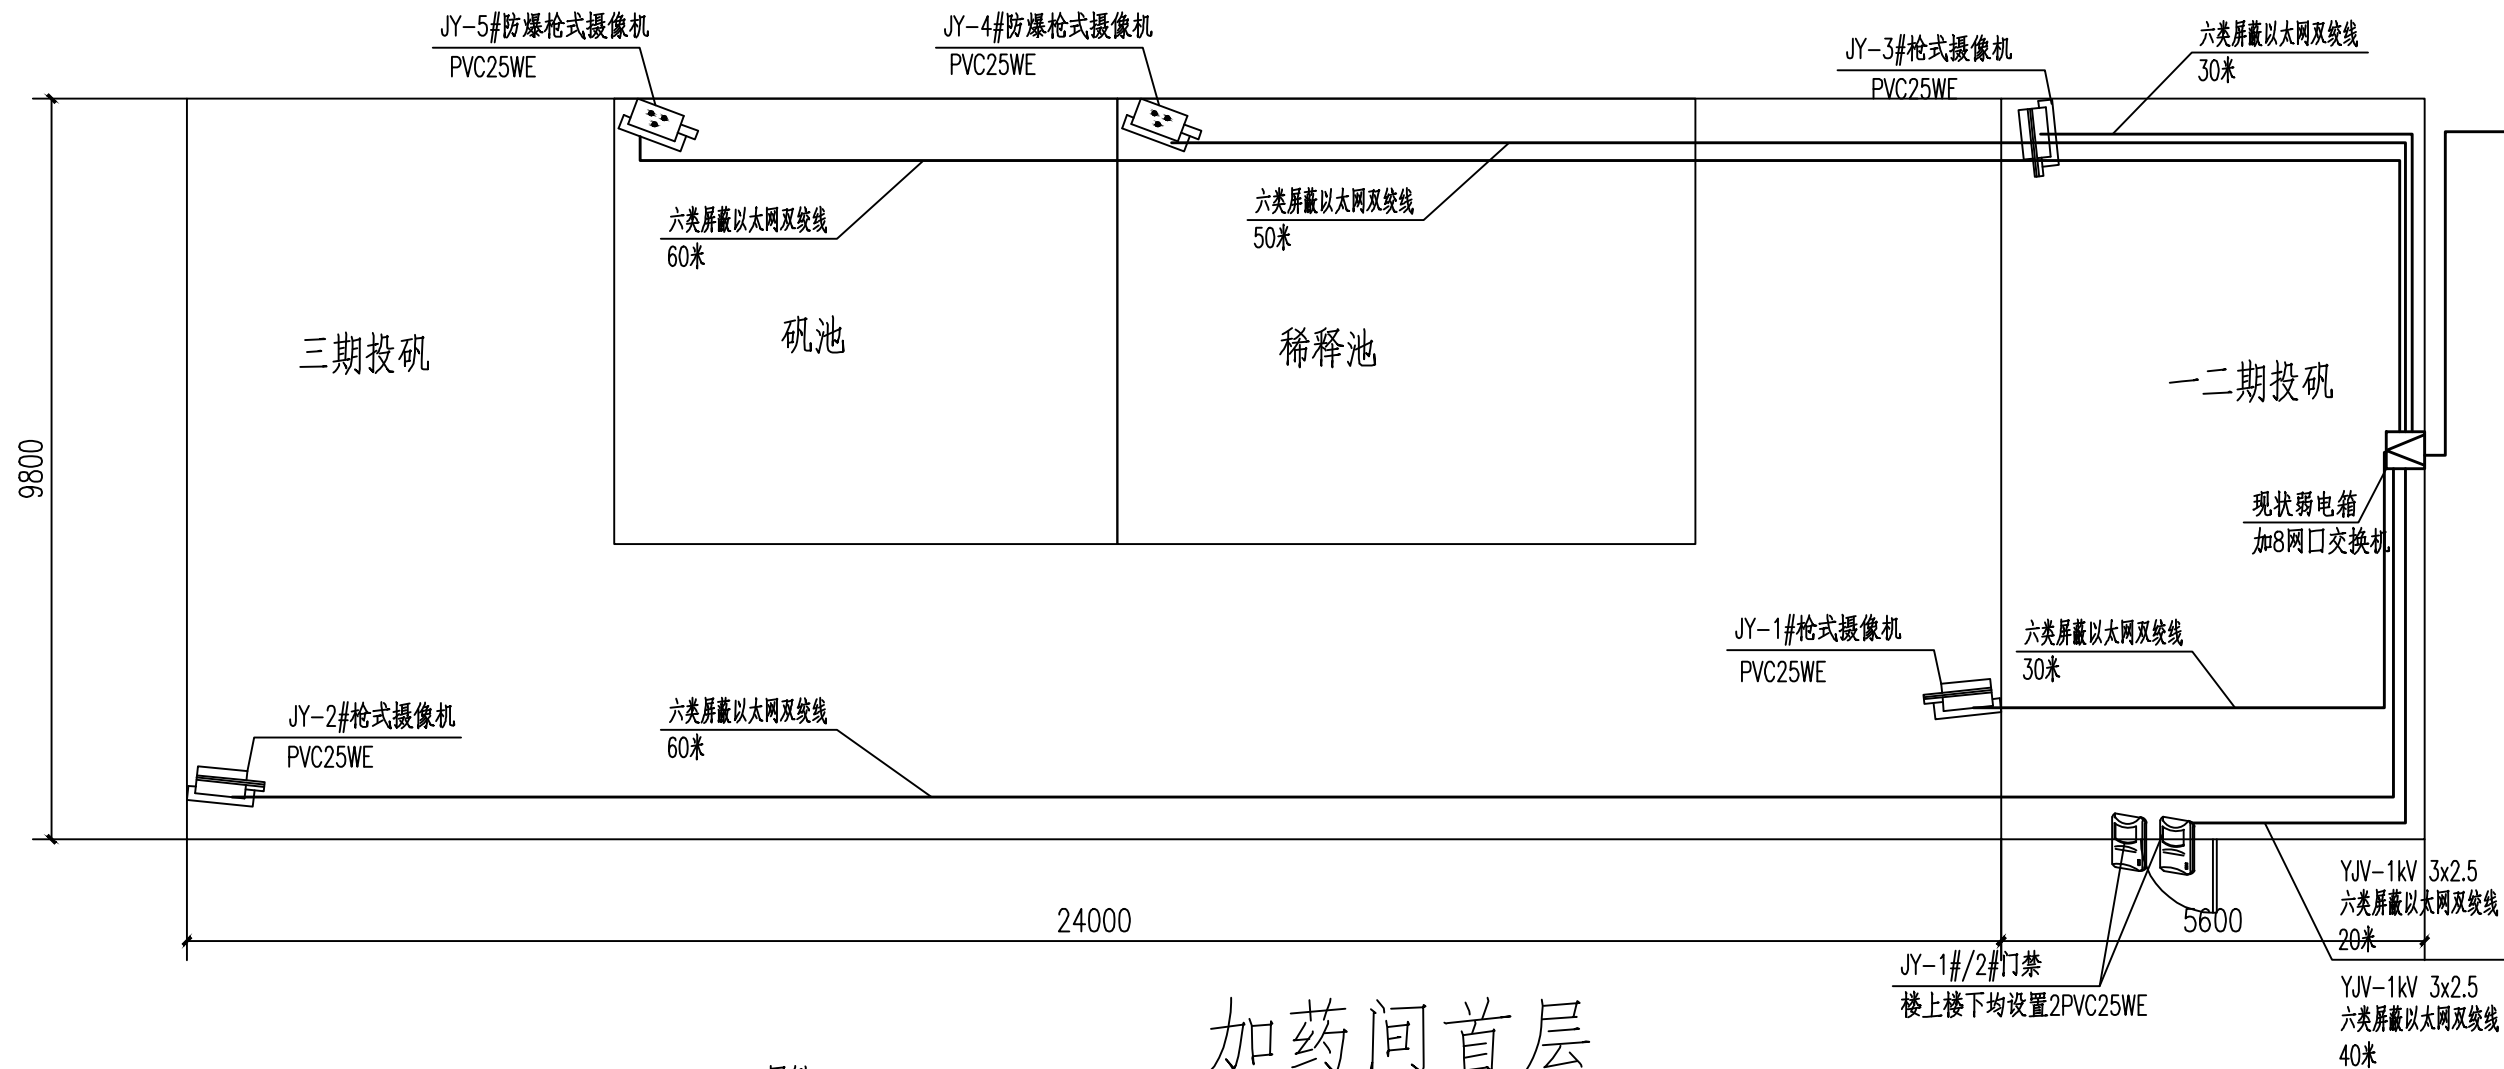 JY-5#防爆枪式摄像机
PVC25WE
JY-4#防爆枪式摄像机
PVC25WE
JY-3#枪式摄像机
PVC25WE
六类屏蔽以太网双绞线
30米
六类屏蔽以太网双绞线
60米
六类屏蔽以太网双绞线
50米
三期投矾
矾池
稀释池
一二期投矾
9800
现状弱电箱
加8网口交换机
JY-1#枪式摄像机
PVC25WE
六类屏蔽以太网双绞线
30米
JY-2#枪式摄像机
PVC25WE
六类屏蔽以太网双绞线
60米
24000
5600
YJV-1kV 3x2.5
六类屏蔽以太网双绞线
20米
JY-1#/2#门禁
楼上楼下均设置2PVC25WE
YJV-1kV 3x2.5
六类屏蔽以太网双绞线
40米
加药间首层